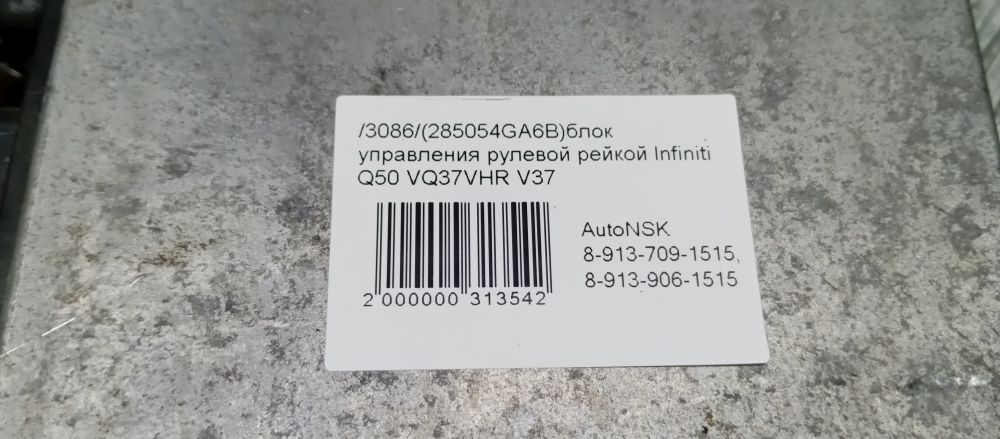 /3086/(285054GA6B)блок
управления рулевой рейкой Infiniti
Q50 VQ37VHR V37
AutoNSK
8-913-709-1515,
8-913-906-1515
2 000000 313542